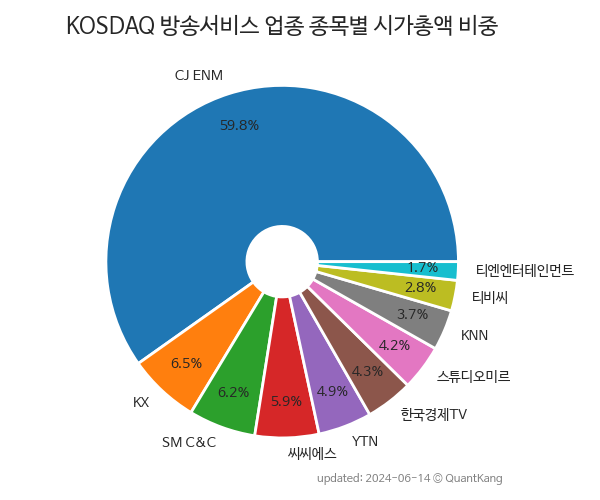 KOSDAQ 방송서비스 업종 종목별 시가총액 비중
CJ ENM
59.8%
1.7%
티엔엔터테인먼트
2.8%
티비씨
3.7%
KNN
4.2%
스튜디오미르
4.3%
한국경제TV
4.9%
YTN
5.9%
씨씨에스
6.2%
SM C&C
6.5%
KX
updated: 2024-06-14 © QuantKang